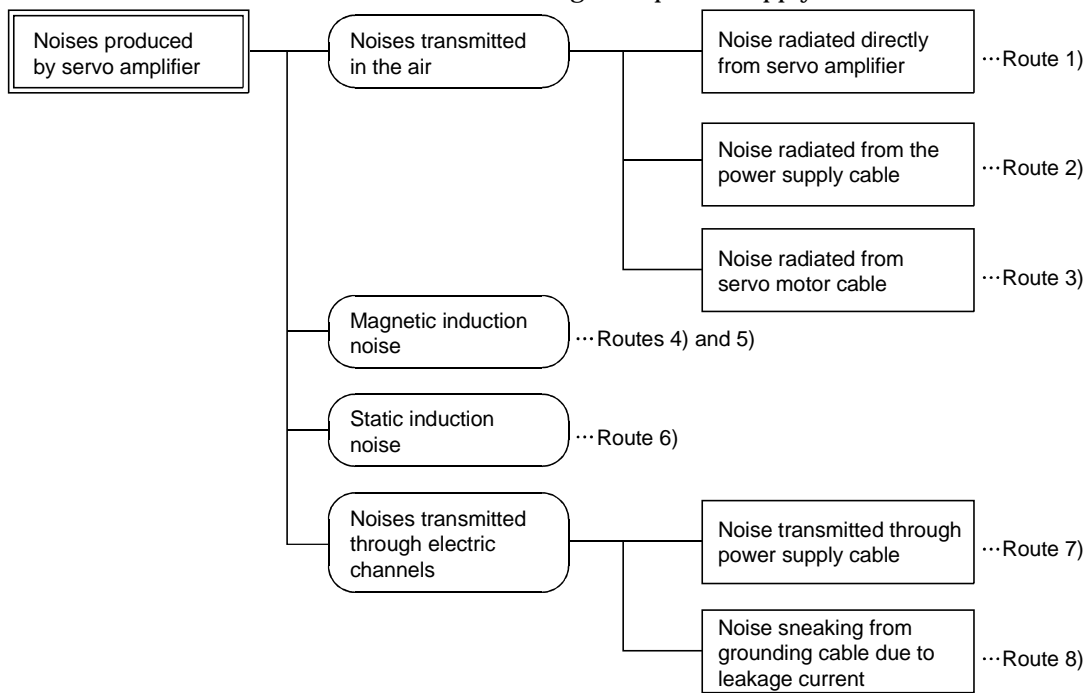 Noises produced
by servo amplifier
Noises transmitted
in the air
Noise radiated directly
from servo amplifier
…Route 1)
Noise radiated from the
power supply cable
…Route 2)
Noise radiated from
servo motor cable
…Route 3)
Magnetic induction
noise
…Routes 4) and 5)
Static induction
noise
…Route 6)
Noises transmitted
through electric
channels
Noise transmitted through
power supply cable
…Route 7)
Noise sneaking from
grounding cable due to
leakage current
…Route 8)